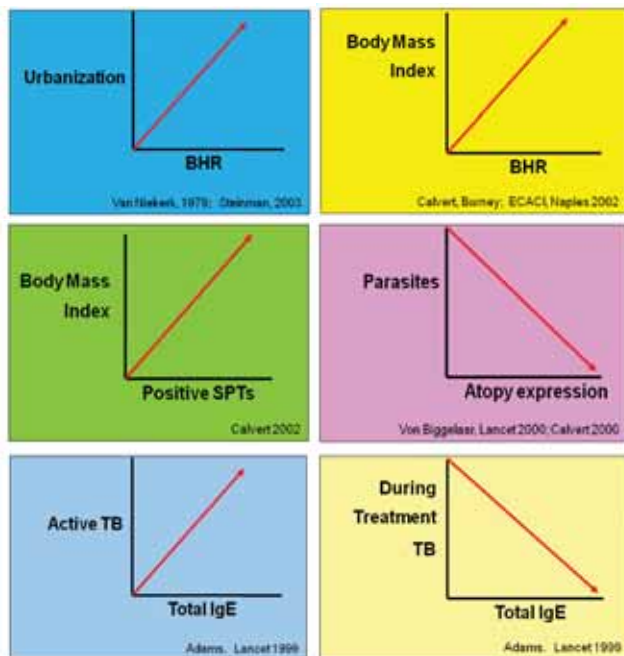 Urbanization
BHR
Van Niekerk, 1979; Steinman, 2003
Body Mass
Index
BHR
Calvert, Burney; ECACI, Naples 2002
Body Mass
Index
Positive SPTs
Calvert 2002
Parasites
Atopy expression
Von Biggelaar, Lancet 2000; Calvert 2000
Active TB
Total IgE
Adams. Lancet 1999
During
Treatment
TB
Total IgE
Adams. Lancet 1999